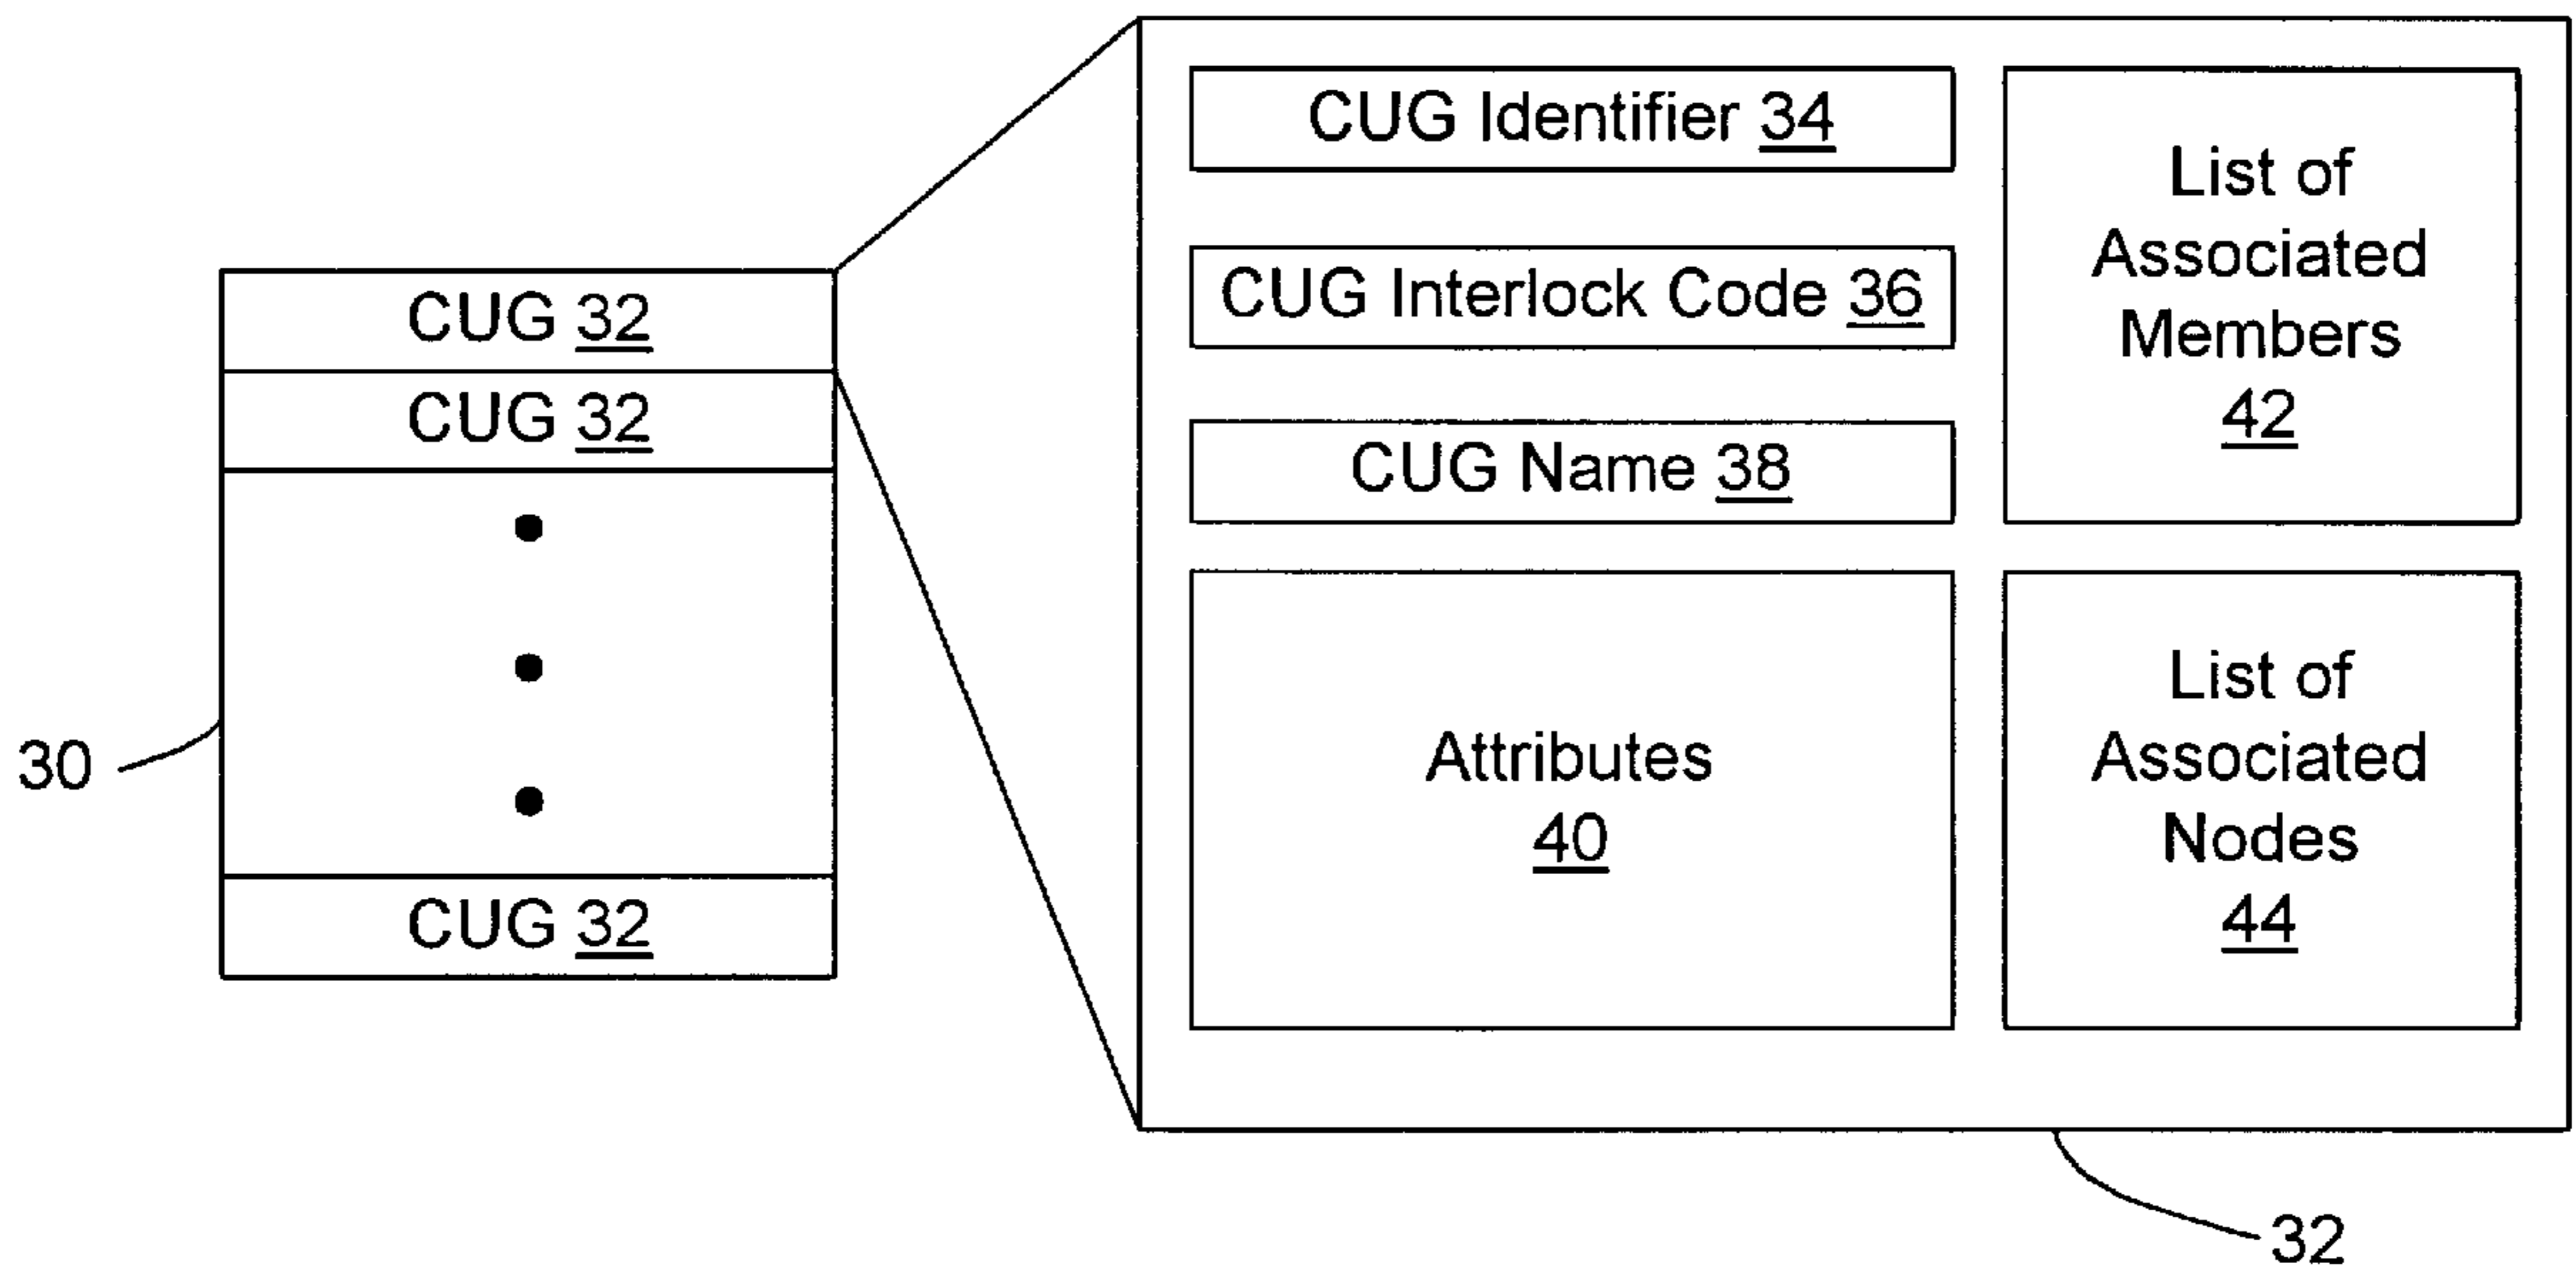 CUG 32
CUG 32
CUG 32
30
CUG Identifier 34
CUG Interlock Code 36
CUG Name 38
Attributes
40
List of
Associated
Members
42
List of
Associated
Nodes
44
32